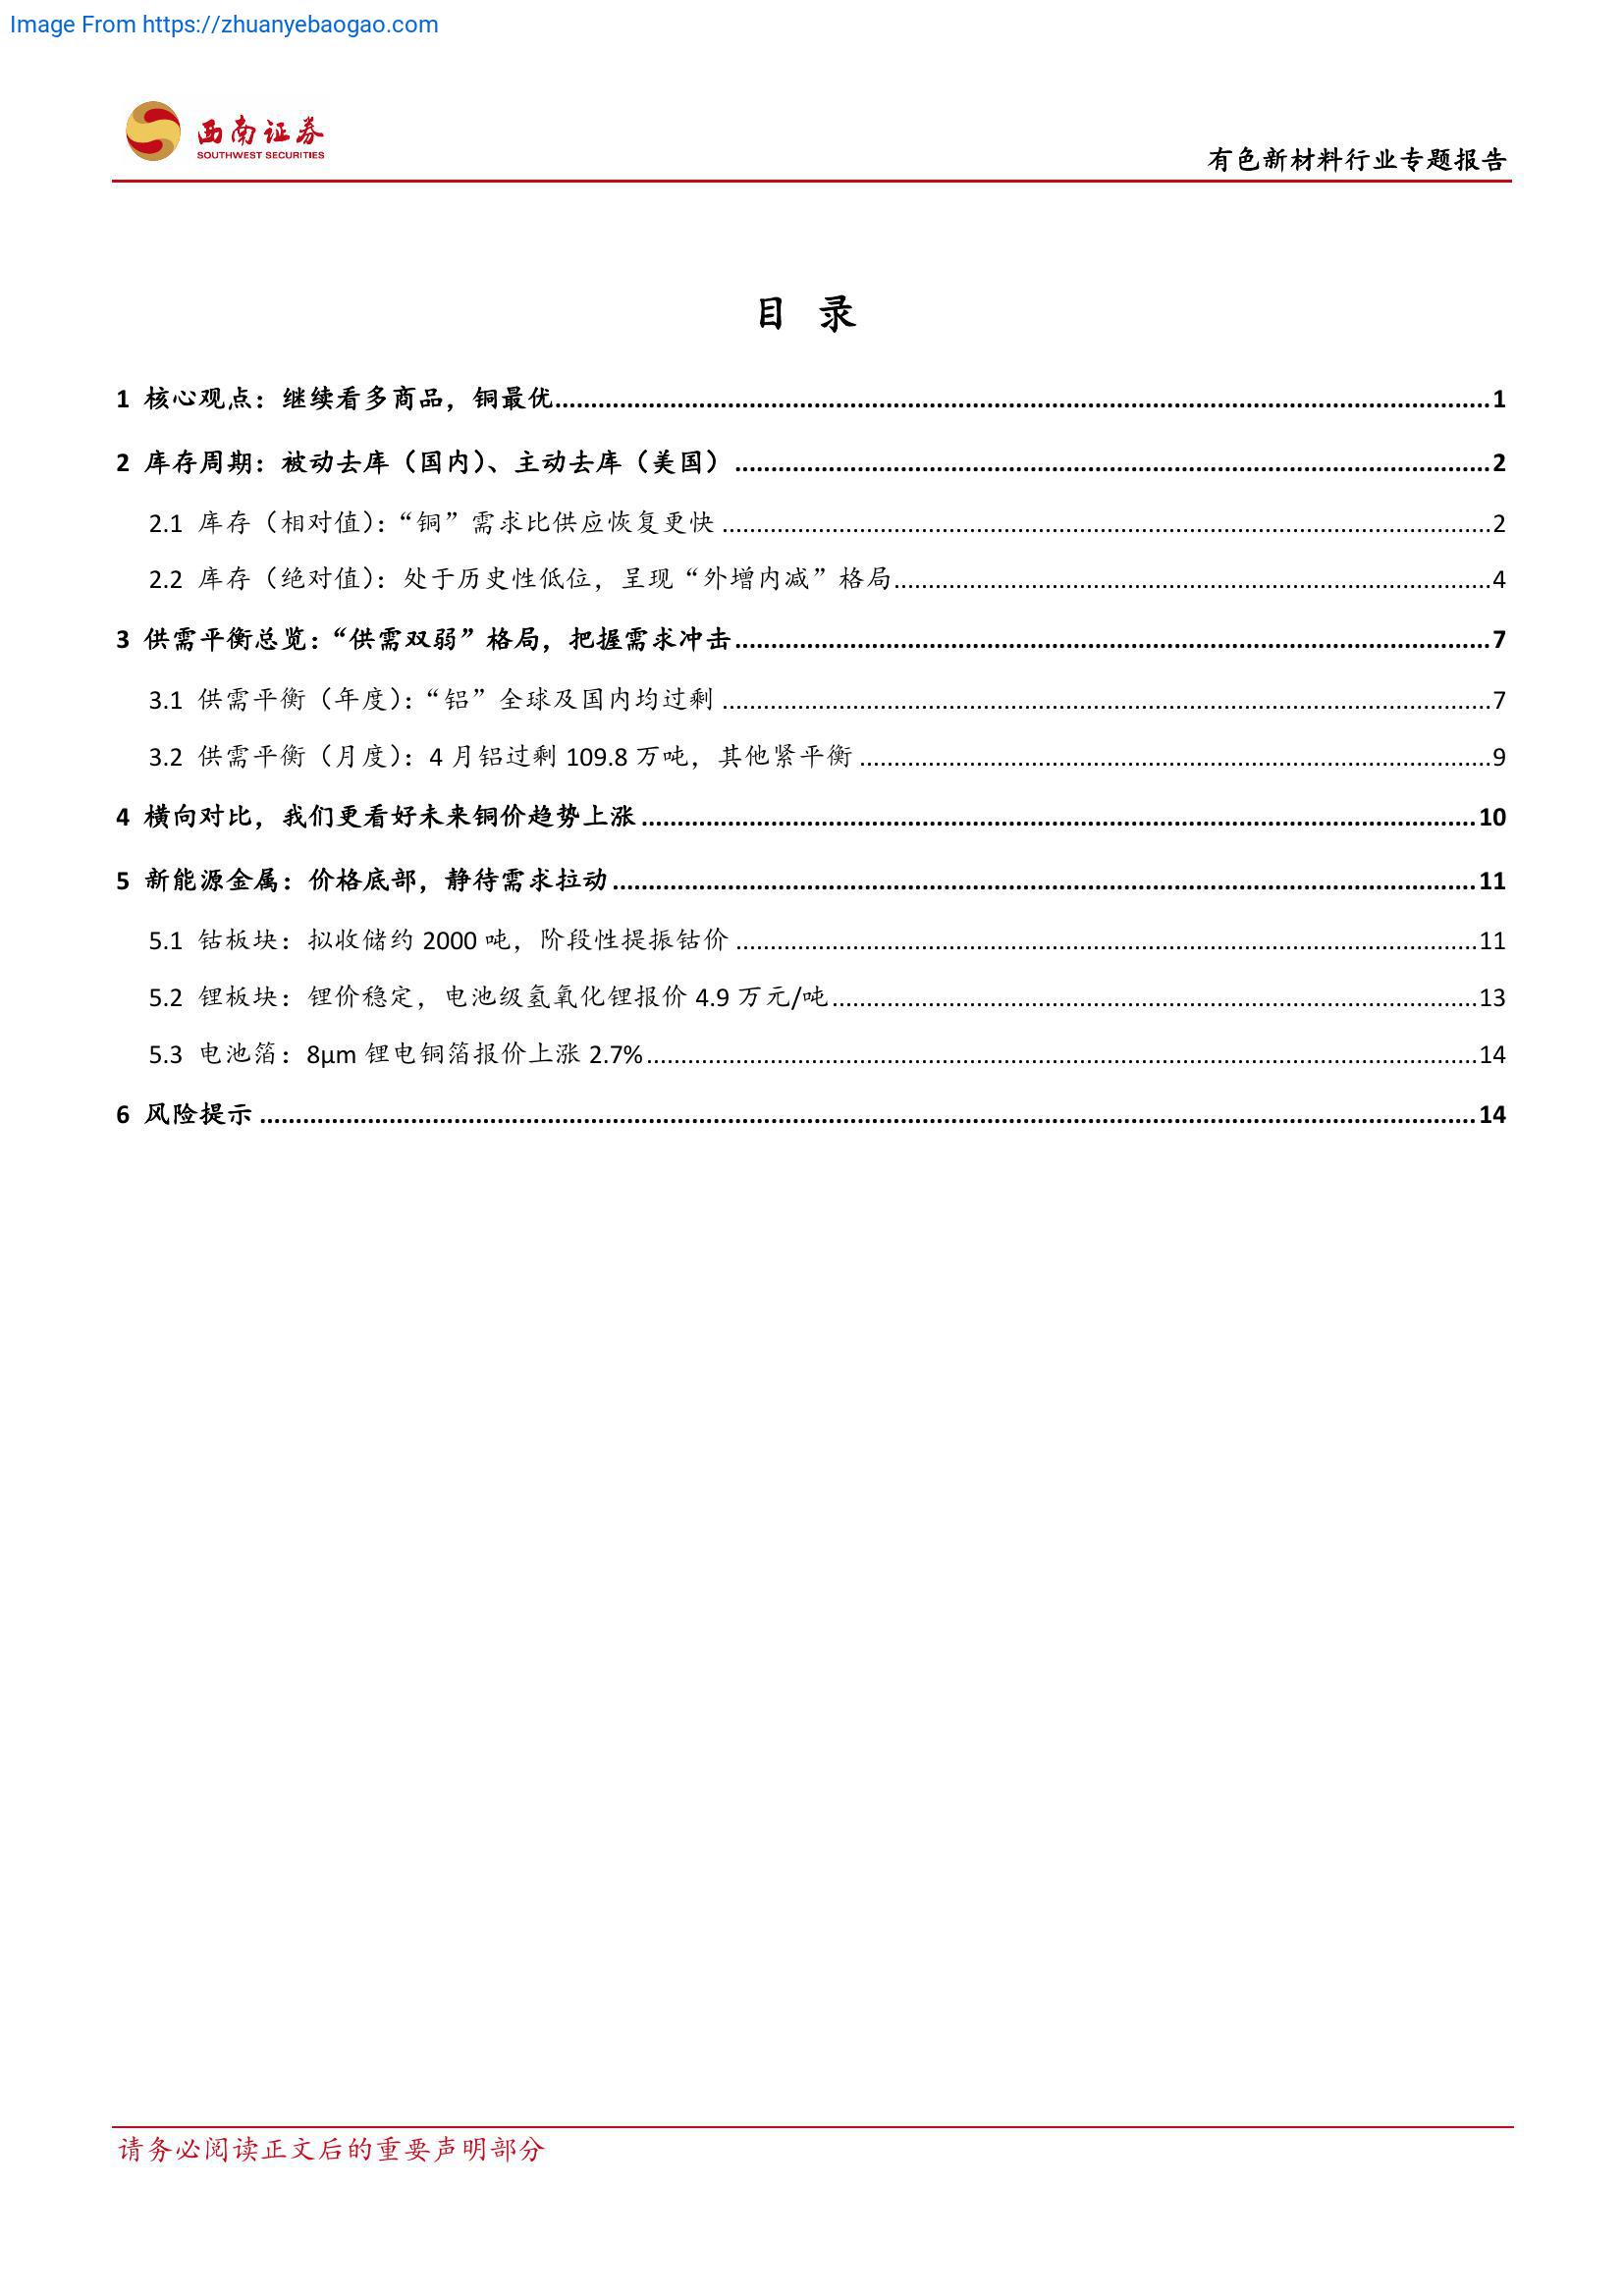 Image From https://zhuanyebaogao.com
西南证券
SOUTHWEST SECURITIES
有色新材料行业专题报告
目 录
1 核心观点：继续看多商品，铜最优 1
2 库存周期：被动去库（国内）、主动去库（美国） 2
2.1 库存（相对值）：“铜”需求比供应恢复更快 2
2.2 库存（绝对值）：处于历史性低位，呈现“外增内减”格局 4
3 供需平衡总览：“供需双弱”格局，把握需求冲击 7
3.1 供需平衡（年度）：“铝”全球及国内均过剩 7
3.2 供需平衡（月度）：4 月铝过剩 109.8 万吨，其他紧平衡 9
4 横向对比，我们更看好未来铜价趋势上涨 10
5 新能源金属：价格底部，静待需求拉动 11
5.1 钴板块：拟收储约 2000 吨，阶段性提振钴价 11
5.2 锂板块：锂价稳定，电池级氢氧化锂报价 4.9 万元/吨 13
5.3 电池箔：8μm 锂电铜箔报价上涨 2.7% 14
6 风险提示 14
请务必阅读正文后的重要声明部分